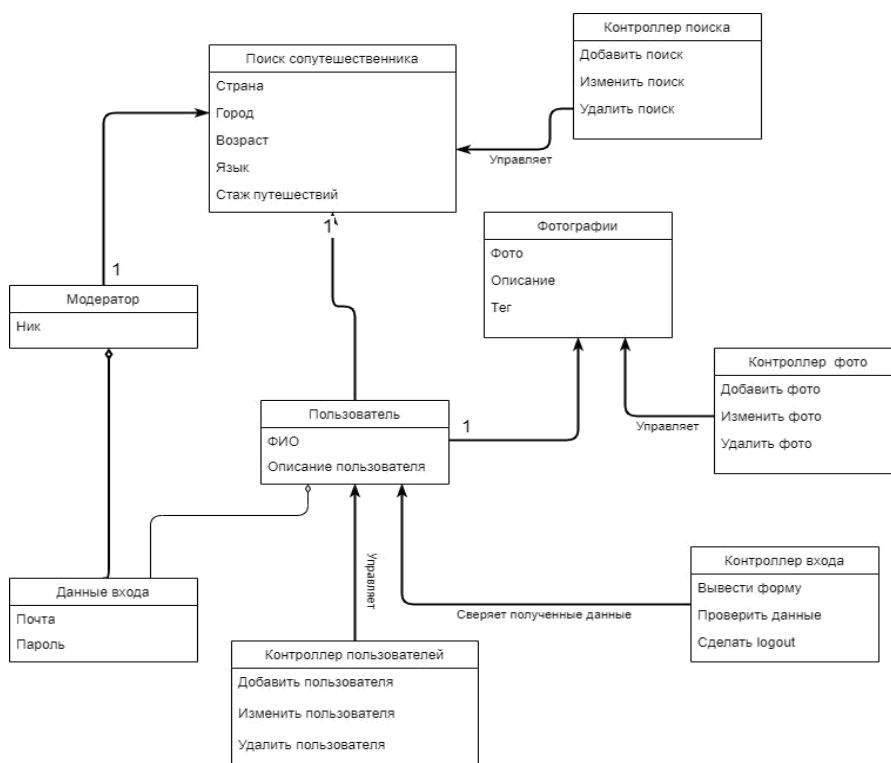 Контроллер поиска
Добавить поиск
Изменить поиск
Удалить поиск
Поиск сопутешественника
Страна
Город
Возраст
Язык
Стаж путешествий
Управляет
1
Фотографии
Фото
Описание
Тег
1
Модератор
Ник
Контроллер фото
Добавить фото
Изменить фото
Удалить фото
Управляет
Пользователь
ФИО
Описание пользователя
1
Управляет
Контроллер входа
Вывести форму
Проверить данные
Сделать logout
Сверяет полученные данные
Данные входа
Почта
Пароль
Контроллер пользователей
Добавить пользователя
Изменить пользователя
Удалить пользователя